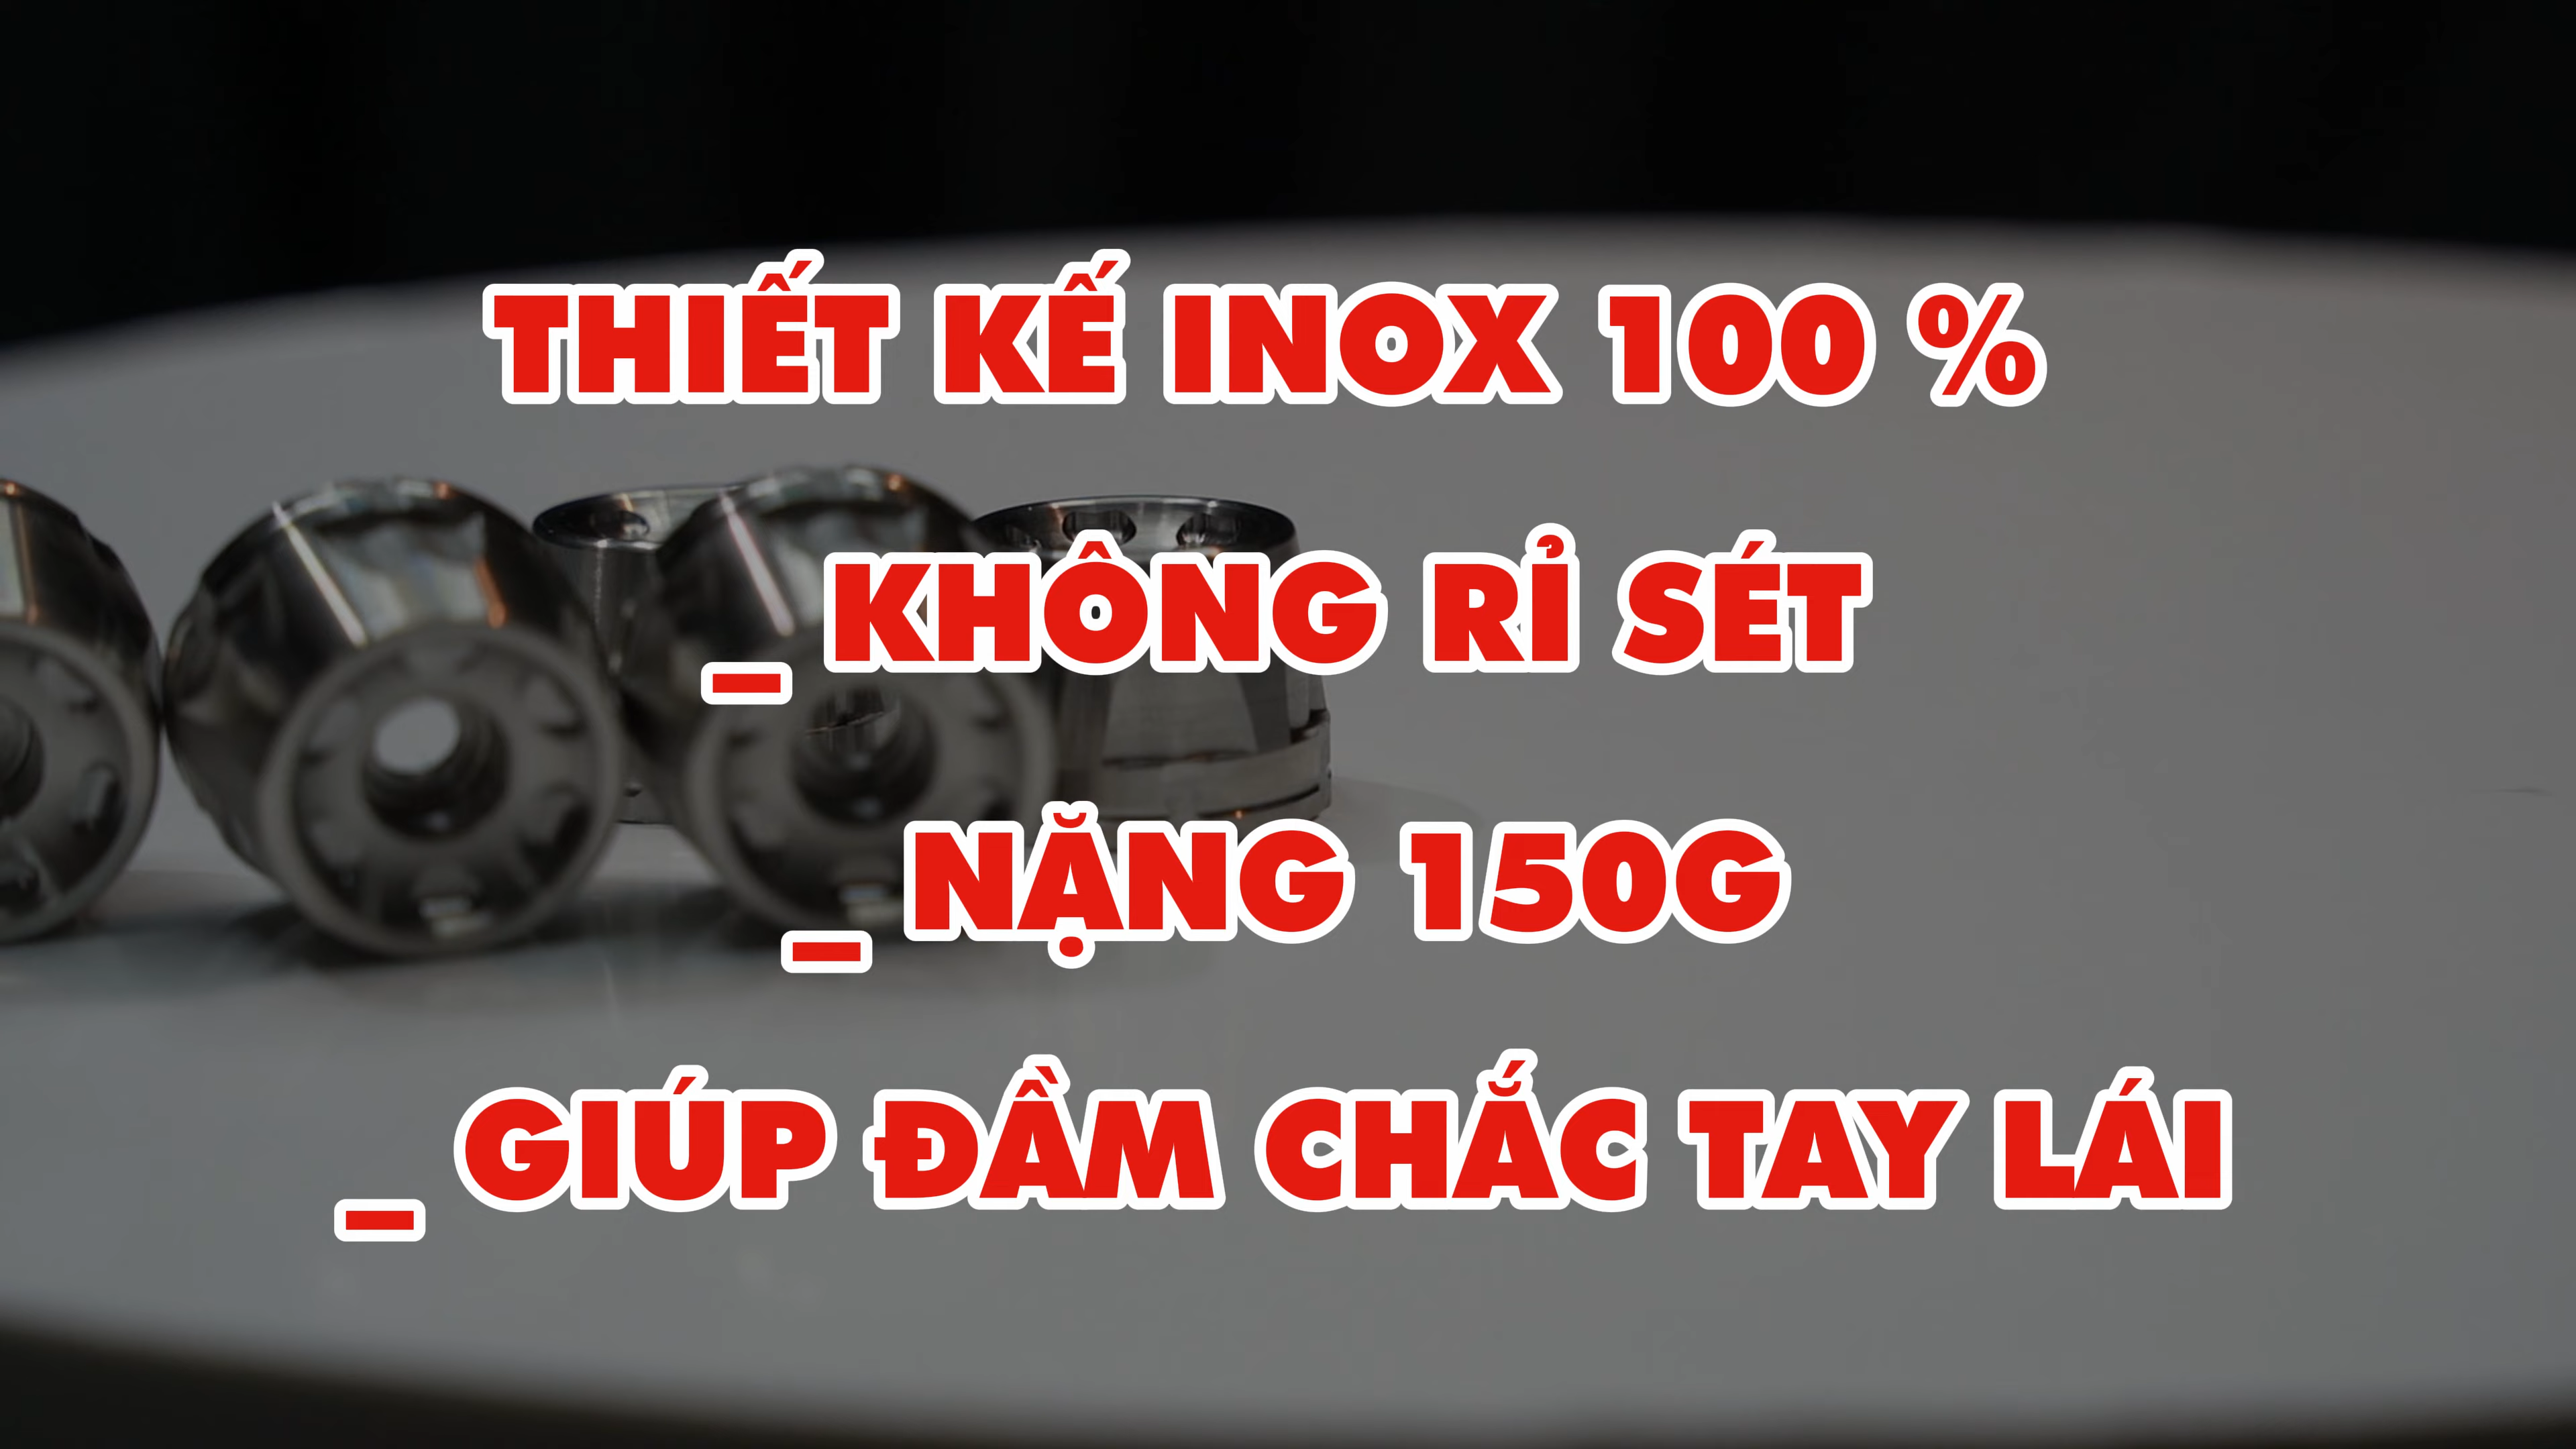 THIẾT KẾ INOX 100 %
_ KHÔNG RỈ SÉT
_ NẶNG 150G
_ GIÚP ĐẦM CHẮC TAY LÁI